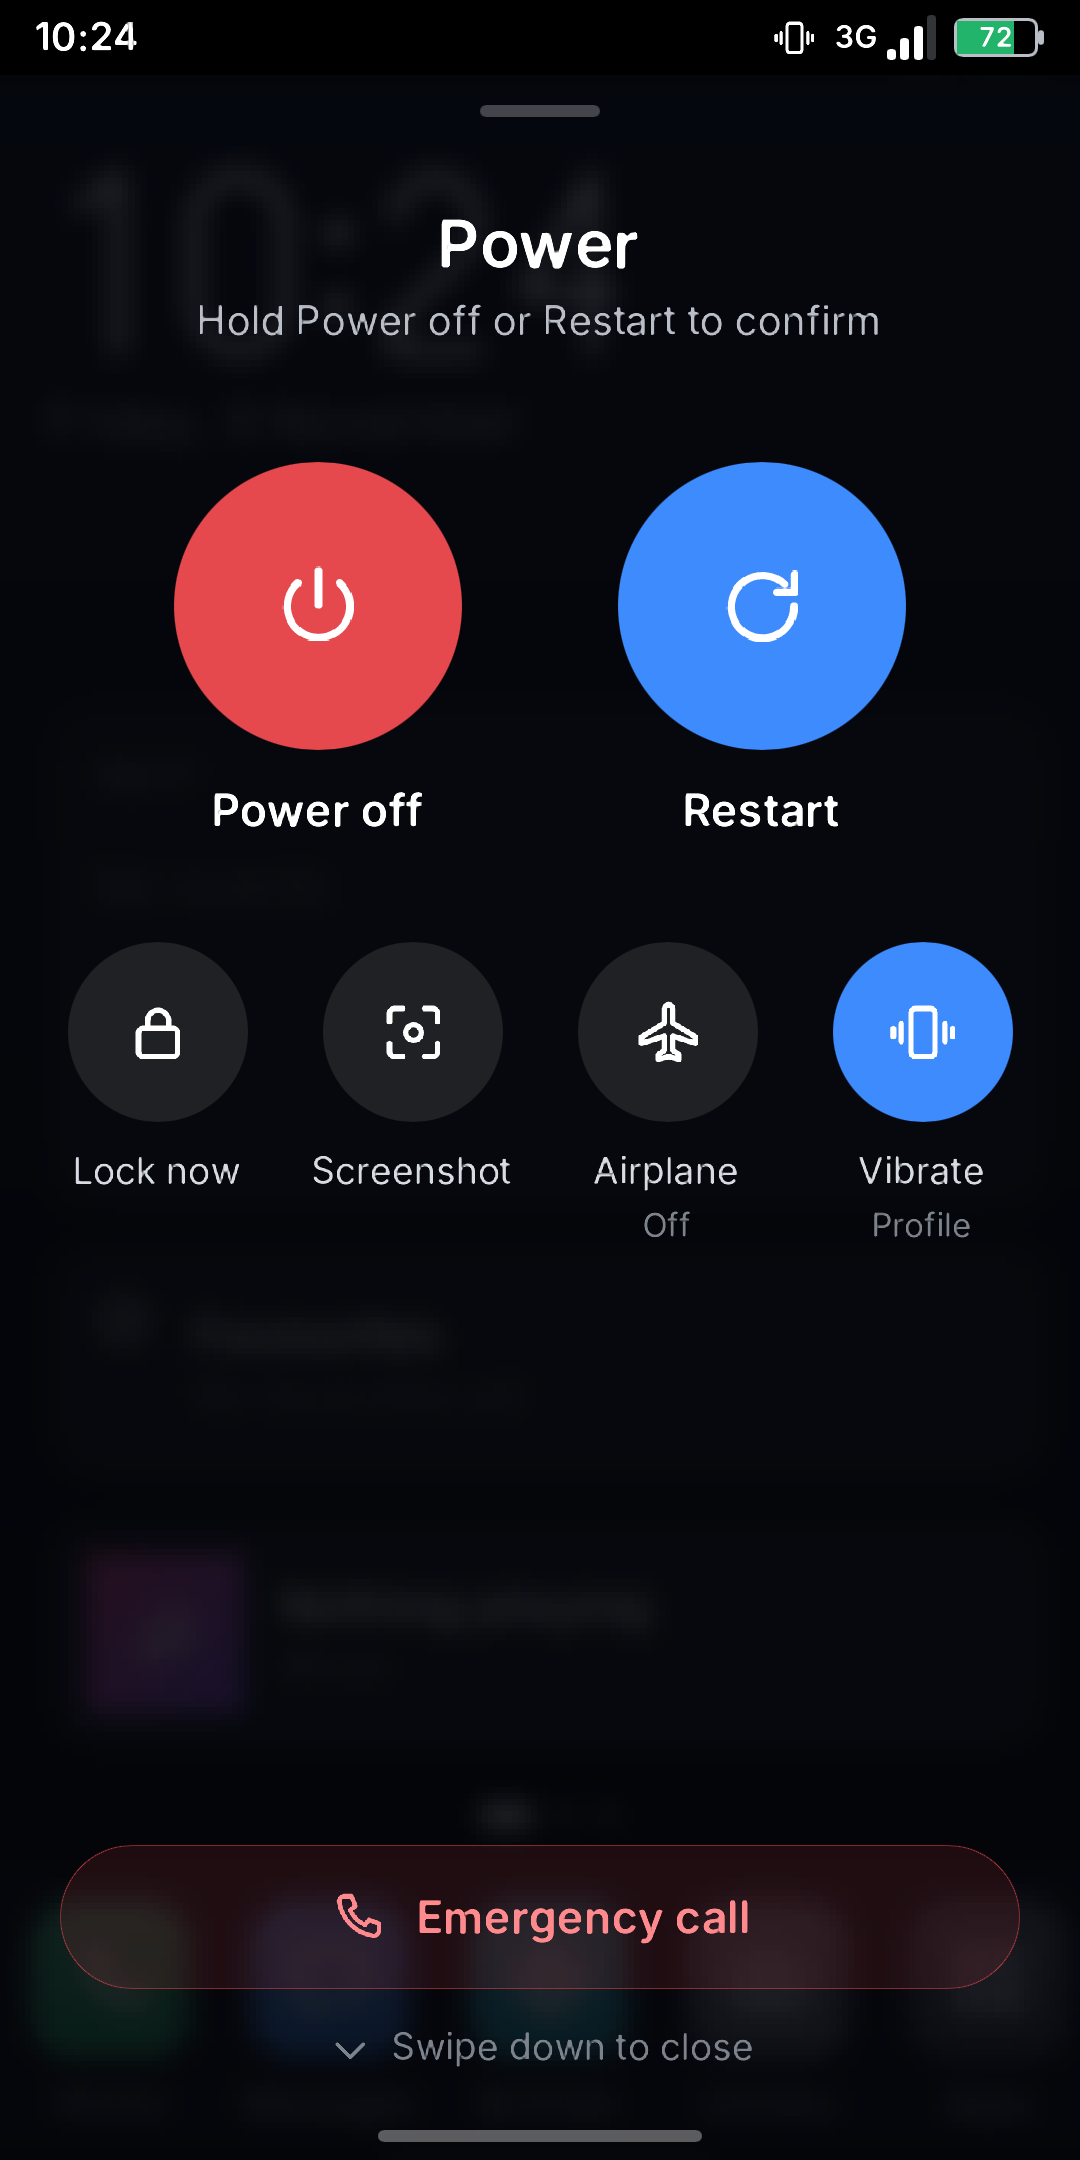 10:24
3G
72
Power
Hold Power off or Restart to confirm
Power off
Restart
Lock now
Screenshot
Airplane
Vibrate
Off
Profile
Emergency call
Swipe down to close